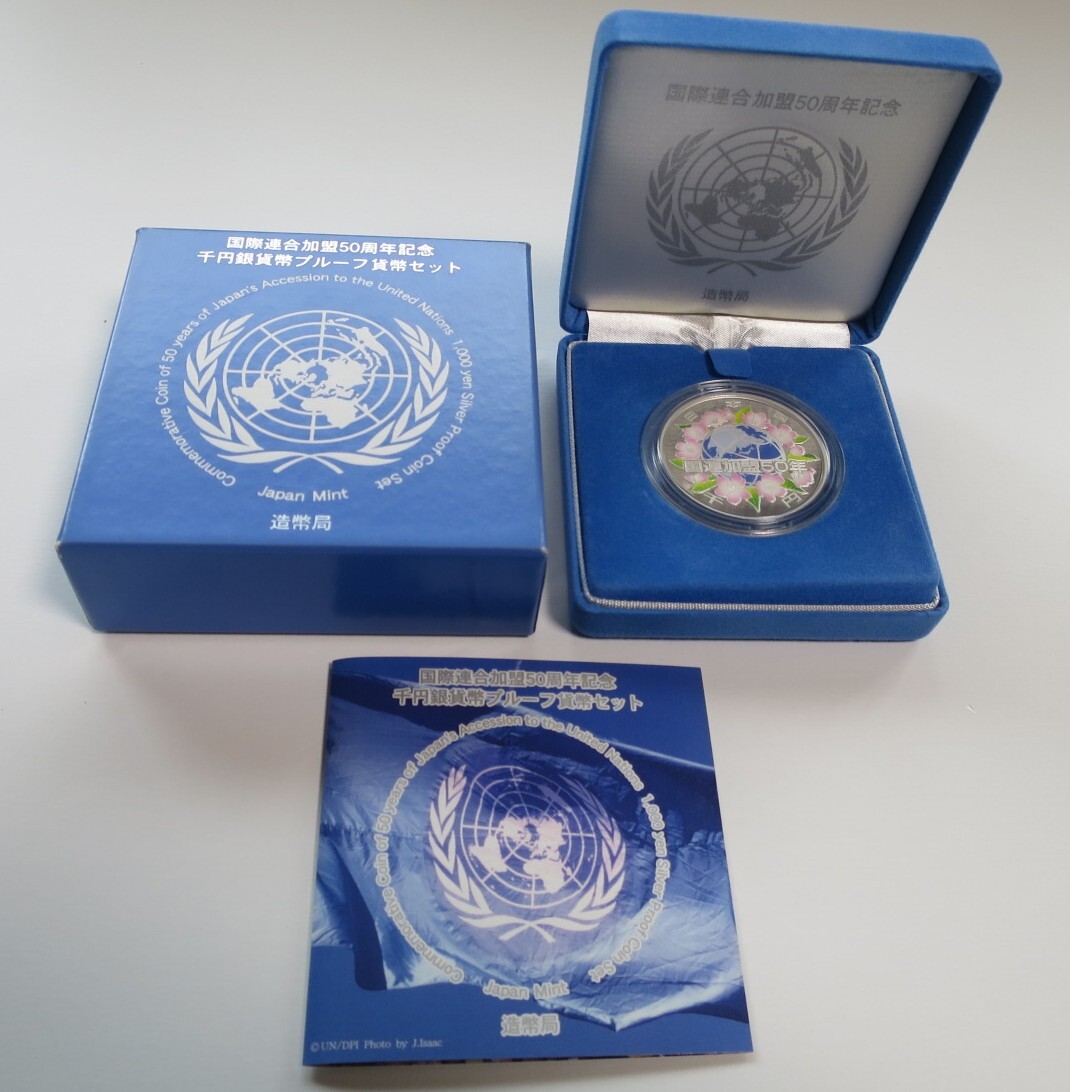 国際連合加盟50周年記念
千円銀貨幣プルーフ貨幣セット
Commemorative Coin of 50 years of Japan's Accession to the United Nations 1,000 yen Silver Proof Coin Set
Japan Mint
造幣局
国際連合加盟50周年記念
造幣局
日本国
国連加盟50年
千円
国際連合加盟50周年記念
千円銀貨幣プルーフ貨幣セット
Commemorative Coin of 50 years of Japan's Accession to the United Nations 1,000 yen Silver Proof Coin Set
Japan Mint
造幣局
©UN/DPI Photo by J.Isaac